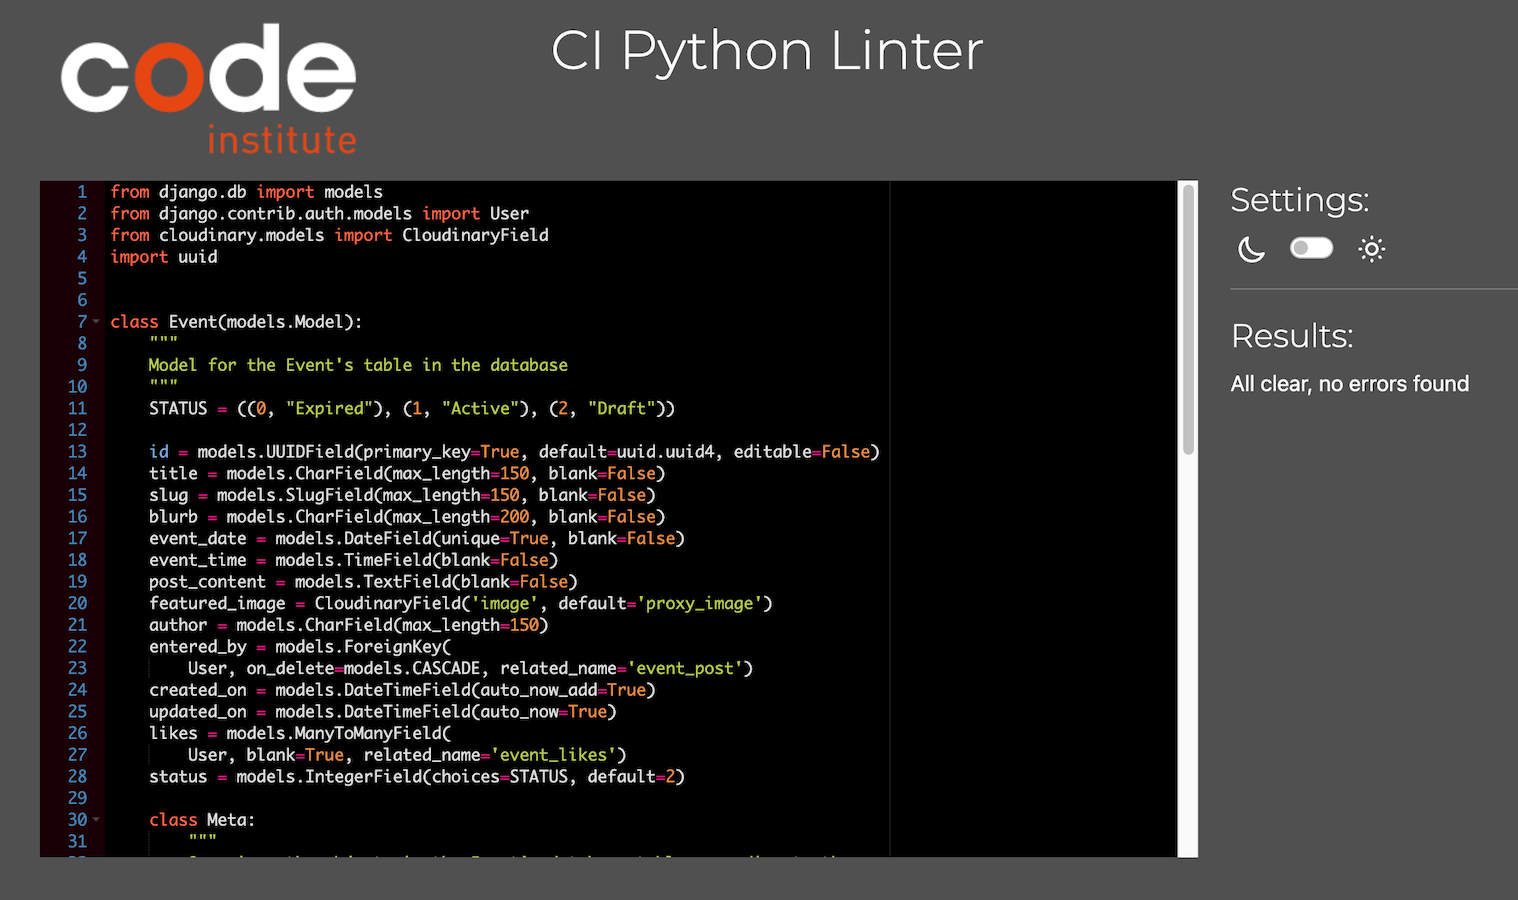 code
institute
CI Python Linter
1 from django.db import models
2 from django.contrib.auth.models import User
3 from cloudinary.models import CloudinaryField
4 import uuid
5
6
7 class Event(models.Model):
8     """
9     Model for the Event's table in the database
10     """
11     STATUS = ((0, "Expired"), (1, "Active"), (2, "Draft"))
12
13     id = models.UUIDField(primary_key=True, default=uuid.uuid4, editable=False)
14     title = models.CharField(max_length=150, blank=False)
15     slug = models.SlugField(max_length=150, blank=False)
16     blurb = models.CharField(max_length=200, blank=False)
17     event_date = models.DateField(unique=True, blank=False)
18     event_time = models.TimeField(blank=False)
19     post_content = models.TextField(blank=False)
20     featured_image = CloudinaryField('image', default='proxy_image')
21     author = models.CharField(max_length=150)
22     entered_by = models.ForeignKey(
23         User, on_delete=models.CASCADE, related_name='event_post')
24     created_on = models.DateTimeField(auto_now_add=True)
25     updated_on = models.DateTimeField(auto_now=True)
26     likes = models.ManyToManyField(
27         User, blank=True, related_name='event_likes')
28     status = models.IntegerField(choices=STATUS, default=2)
29
30     class Meta:
31         """
Settings:
Results:
All clear, no errors found